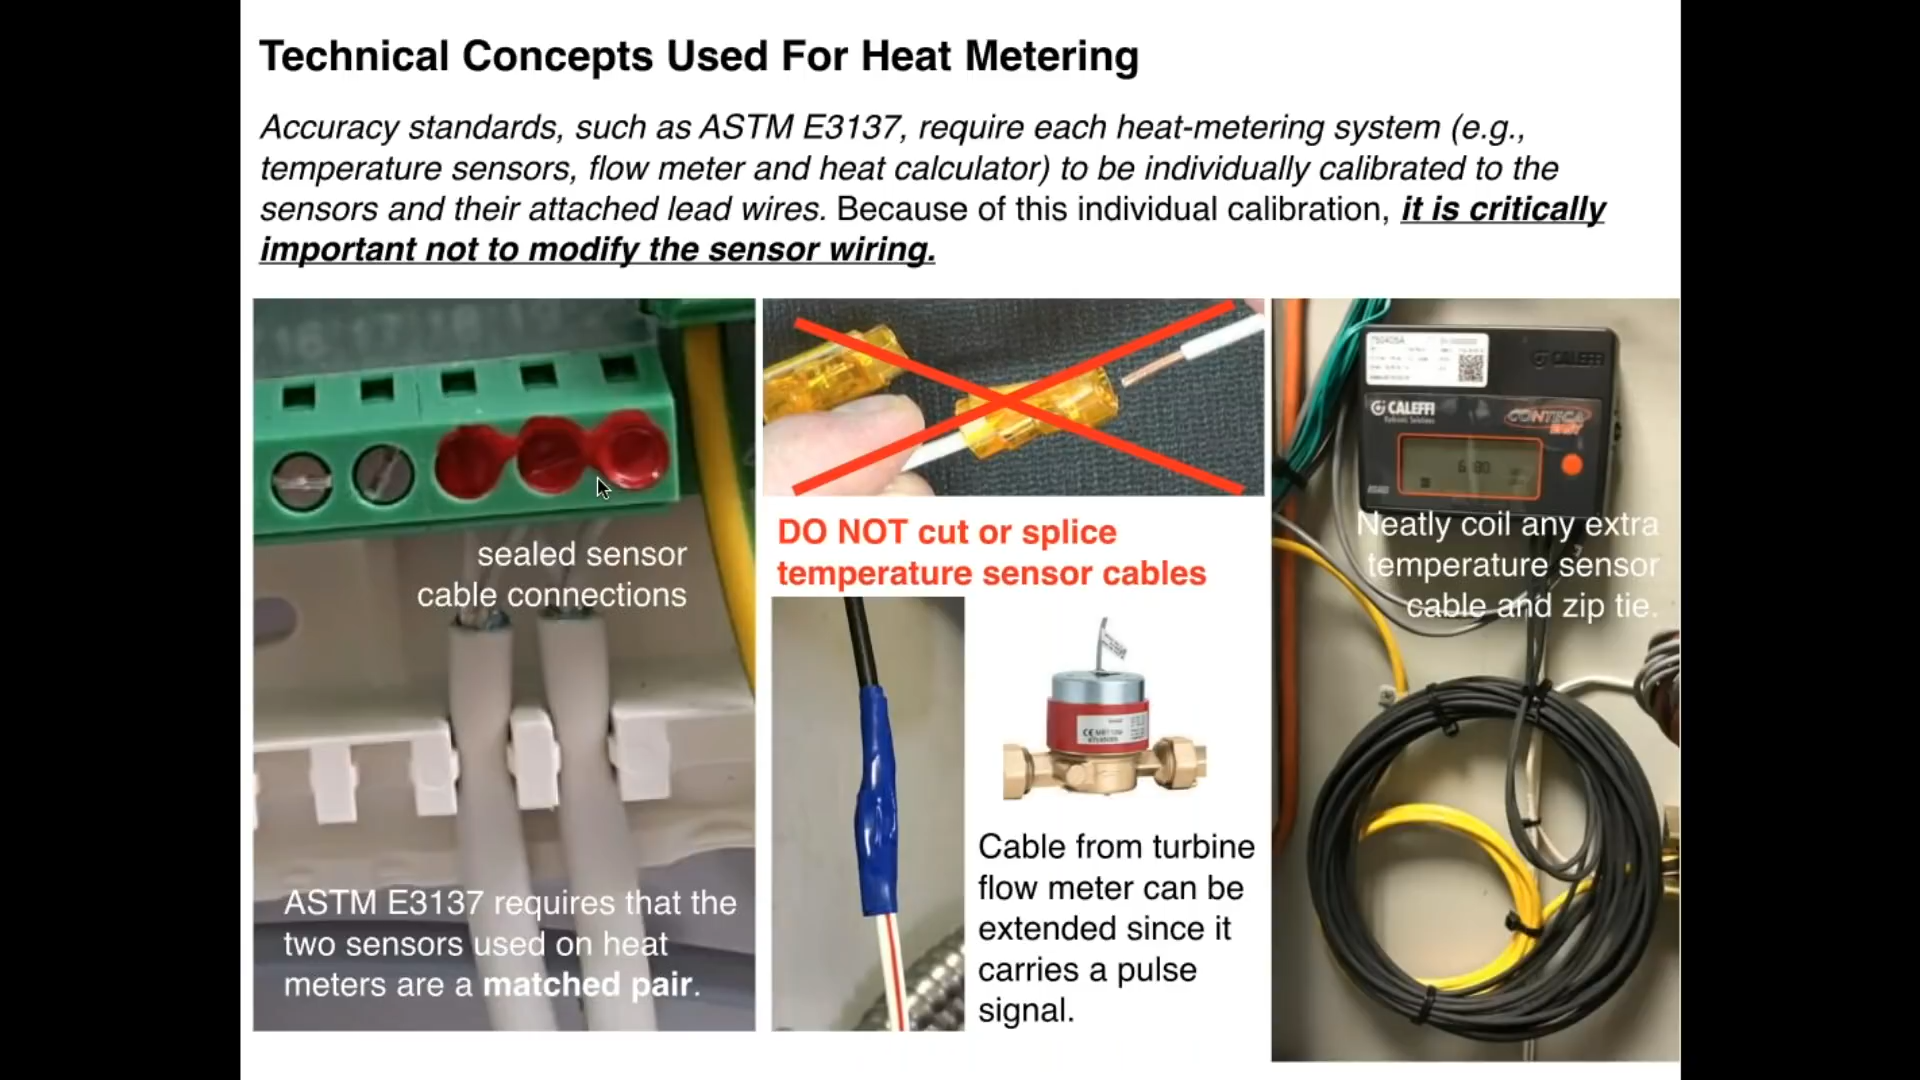 Technical Concepts Used For Heat Metering
Accuracy standards, such as ASTM E3137, require each heat-metering system (e.g.,
temperature sensors, flow meter and heat calculator) to be individually calibrated to the
sensors and their attached lead wires. Because of this individual calibration, it is critically
important not to modify the sensor wiring.
16 17 18 19
sealed sensor
cable connections
ASTM E3137 requires that the
two sensors used on heat
meters are a matched pair.
DO NOT cut or splice
temperature sensor cables
Cable from turbine
flow meter can be
extended since it
carries a pulse
signal.
CALEFFI
CALEFFI
CONTECA
EASY
Neatly coil any extra
temperature sensor
cable and zip tie.